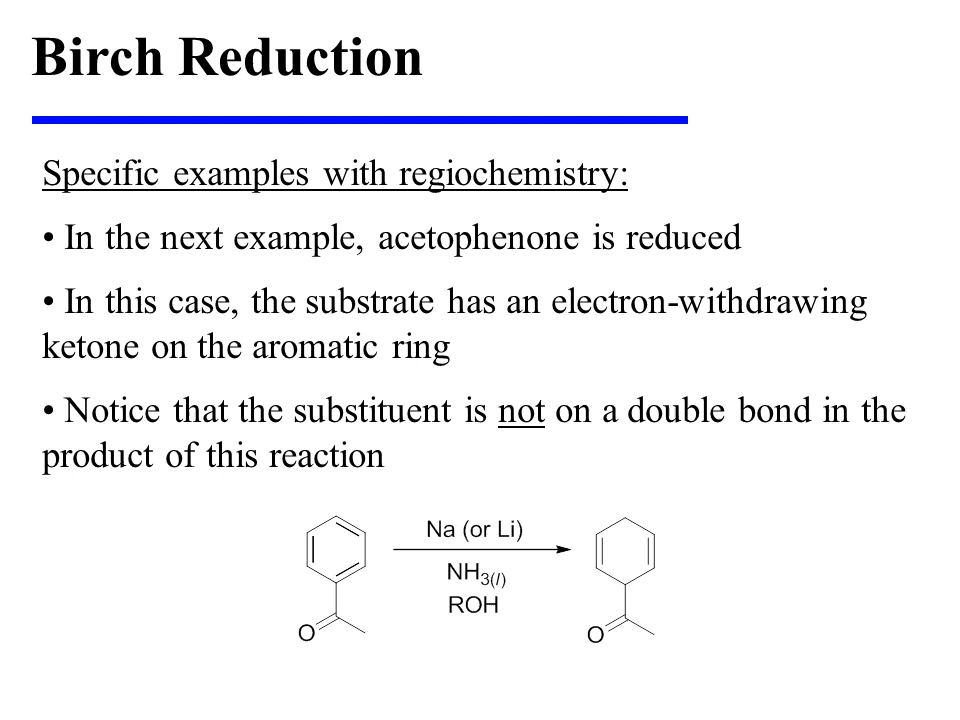 Birch Reduction
Specific examples with regiochemistry:
• In the next example, acetophenone is reduced
• In this case, the substrate has an electron-withdrawing
ketone on the aromatic ring
• Notice that the substituent is not on a double bond in the
product of this reaction
Na (or Li)
NH3(l)
ROH
O
O